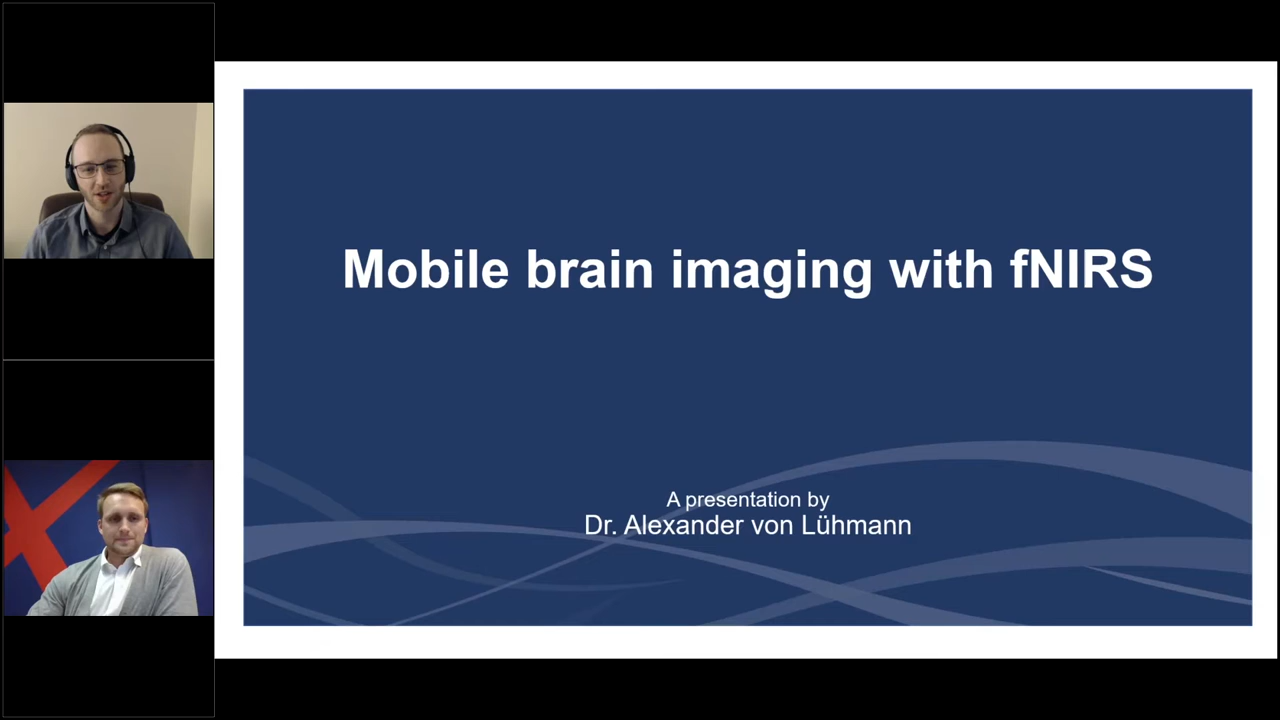 Mobile brain imaging with fNIRS
A presentation by
Dr. Alexander von Lühmann